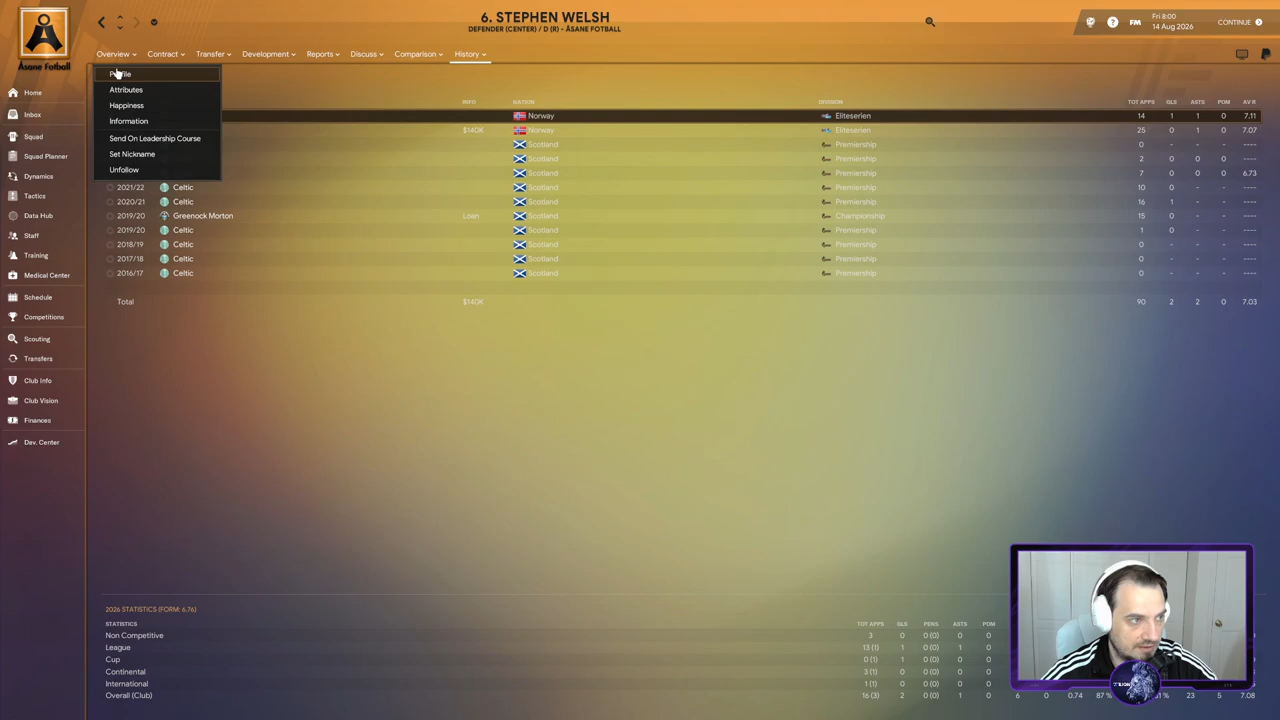 6. STEPHEN WELSH
DEFENDER (CENTER) / D (R) - ÅSANE FOTBALL
Fri 8:00
14 Aug 2026
FM
CONTINUE
Åsane Fotball
Overview
Contract
Transfer
Development
Reports
Discuss
Comparison
History
Profile
Attributes
Happiness
Information
Send On Leadership Course
Set Nickname
Unfollow
Home
Inbox
Squad
Squad Planner
Dynamics
Tactics
Data Hub
Staff
Training
Medical Center
Schedule
Competitions
Scouting
Transfers
Club Info
Club Vision
Finances
Dev. Center
INFO NATION DIVISION TOT APPS GLS ASTS POM AV R
Norway Eliteserien 14 1 1 0 7.11
$140K Norway Eliteserien 25 0 1 0 7.07
Scotland Premiership 0 ----
Scotland Premiership 2 0 0 ----
Scotland Premiership 7 0 0 6.73
2021/22 Celtic Scotland Premiership 10 0 ----
2020/21 Celtic Scotland Premiership 16 1 ----
2019/20 Greenock Morton Loan Scotland Championship 15 0 ----
2019/20 Celtic Scotland Premiership 1 0 ----
2018/19 Celtic Scotland Premiership 0 ----
2017/18 Celtic Scotland Premiership 0 ----
2016/17 Celtic Scotland Premiership 0 ----
Total $140K 90 2 2 0 7.03
2026 STATISTICS (FORM: 6.76)
STATISTICS TOT APPS GLS PENS ASTS POM
Non Competitive 3 0 0 (0) 0 0
League 13 (1) 1 0 (0) 1 0
Cup 0 (1) 1 0 (0) 0 0
Continental 3 (1) 0 0 (0) 0 0
International 1 (1) 0 0 (0) 0 0
Overall (Club) 16 (3) 2 0 (0) 1 0 6 0 0.74 87 % 23 5 7.08